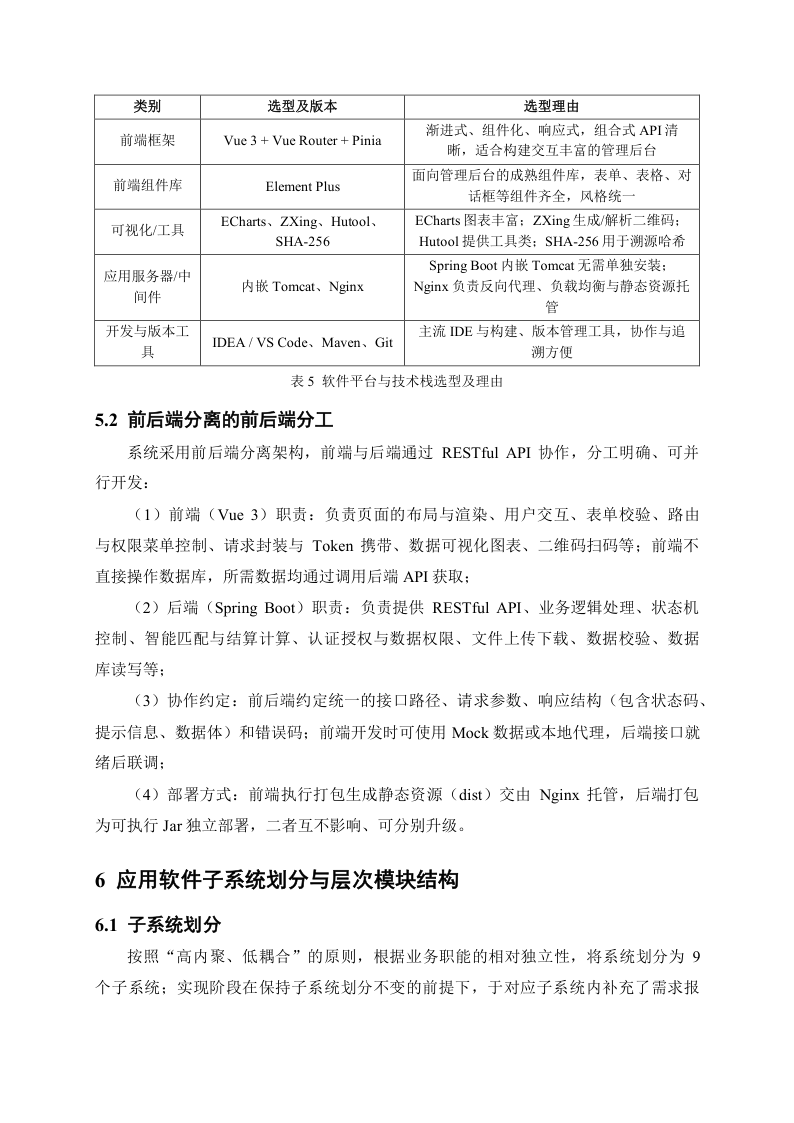 类别 选型及版本 选型理由
前端框架 Vue 3 + Vue Router + Pinia 渐进式、组件化、响应式，组合式 API 清
晰，适合构建交互丰富的管理后台
前端组件库 Element Plus 面向管理后台的成熟组件库，表单、表格、对
话框等组件齐全，风格统一
可视化/工具 ECharts、ZXing、Hutool、 ECharts 图表丰富；ZXing 生成/解析二维码；
SHA-256 Hutool 提供工具类；SHA-256 用于溯源哈希
应用服务器/中 Spring Boot 内嵌 Tomcat 无需单独安装；
间件 内嵌 Tomcat、Nginx Nginx 负责反向代理、负载均衡与静态资源托
管
开发与版本工 IDEA / VS Code、Maven、Git 主流 IDE 与构建、版本管理工具，协作与追
具 溯方便
表 5 软件平台与技术栈选型及理由
5.2 前后端分离的前后端分工
系统采用前后端分离架构，前端与后端通过 RESTful API 协作，分工明确、可并
行开发：
（1）前端（Vue 3）职责：负责页面的布局与渲染、用户交互、表单校验、路由
与权限菜单控制、请求封装与 Token 携带、数据可视化图表、二维码扫码等；前端不
直接操作数据库，所需数据均通过调用后端 API 获取；
（2）后端（Spring Boot）职责：负责提供 RESTful API、业务逻辑处理、状态机
控制、智能匹配与结算计算、认证授权与数据权限、文件上传下载、数据校验、数据
库读写等；
（3）协作约定：前后端约定统一的接口路径、请求参数、响应结构（包含状态码、
提示信息、数据体）和错误码；前端开发时可使用 Mock 数据或本地代理，后端接口就
绪后联调；
（4）部署方式：前端执行打包生成静态资源（dist）交由 Nginx 托管，后端打包
为可执行 Jar 独立部署，二者互不影响、可分别升级。
6 应用软件子系统划分与层次模块结构
6.1 子系统划分
按照“高内聚、低耦合”的原则，根据业务职能的相对独立性，将系统划分为 9
个子系统；实现阶段在保持子系统划分不变的前提下，于对应子系统内补充了需求报